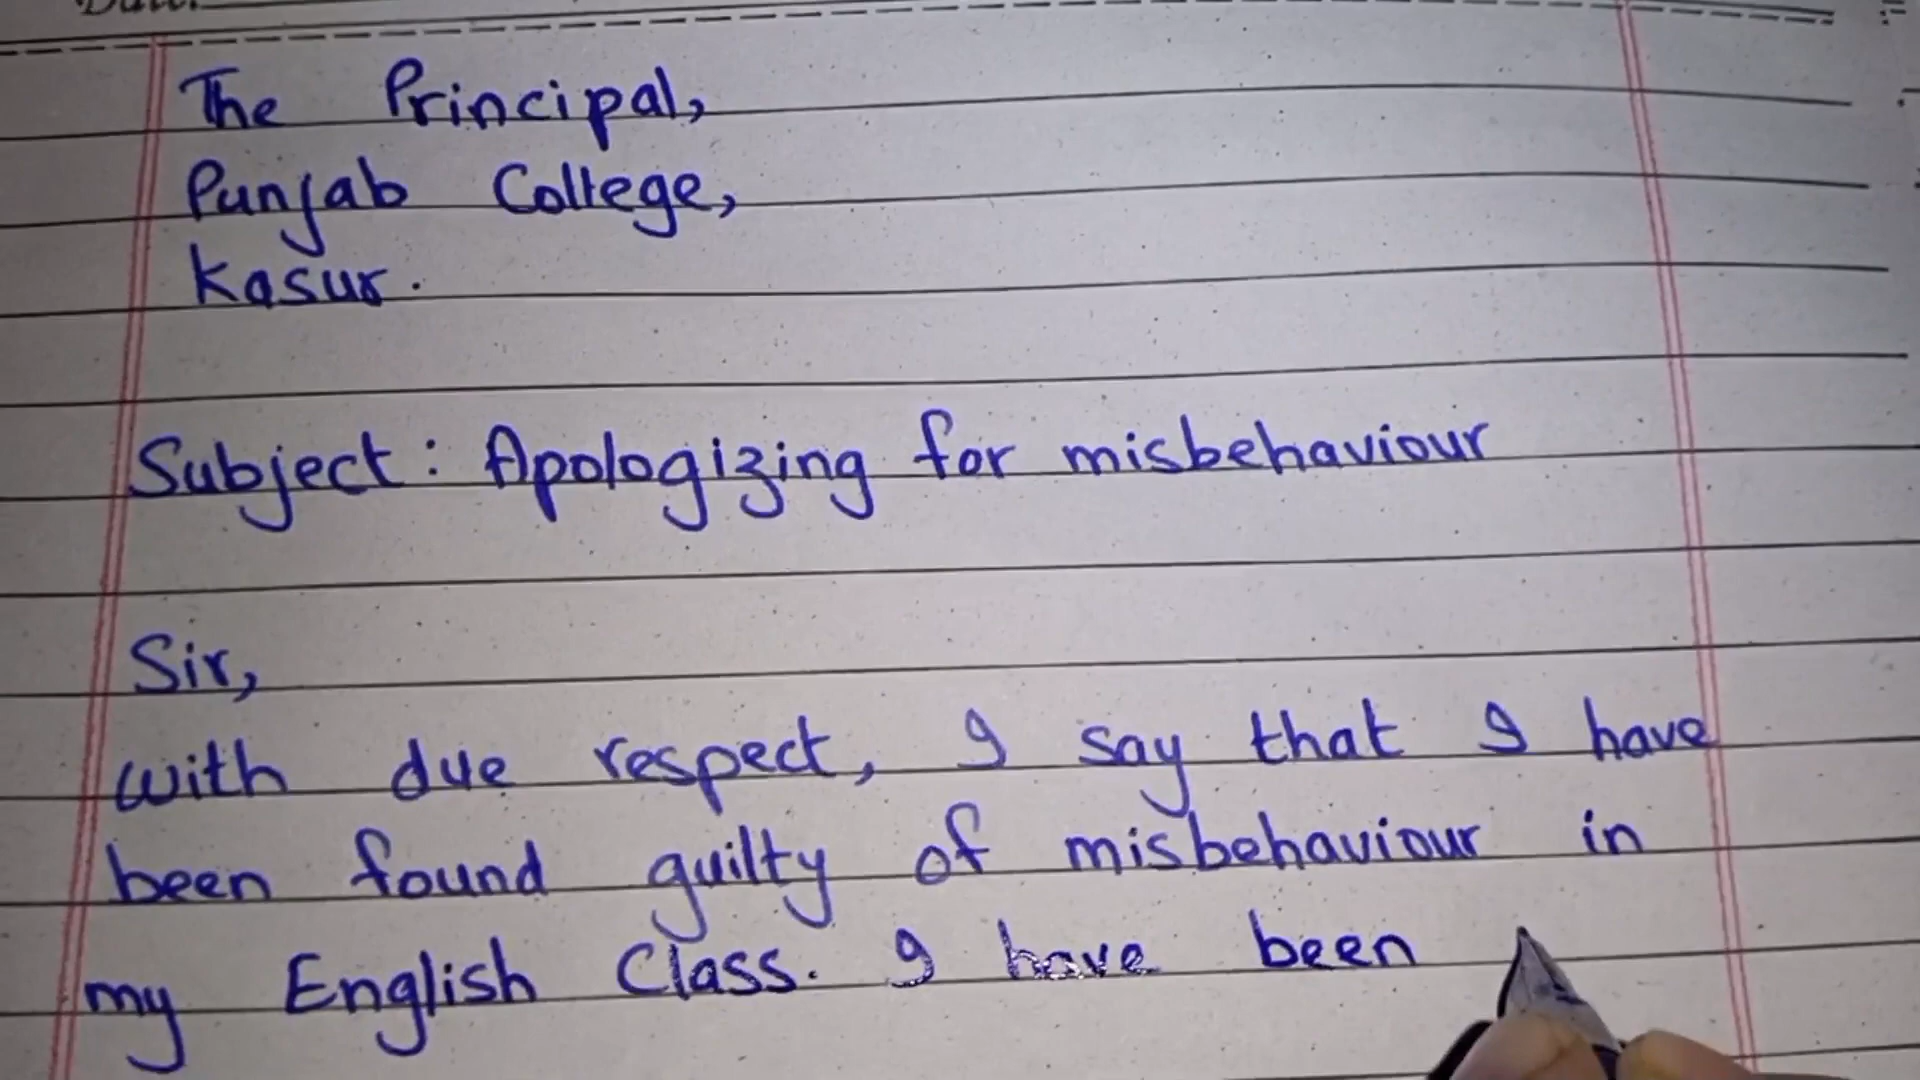 Date:
The Principal,
Punjab College,
Kasur.
Subject: Apologizing for misbehaviour
Sir,
with due respect, I say that I have
been found guilty of misbehaviour in
my English Class. I have been